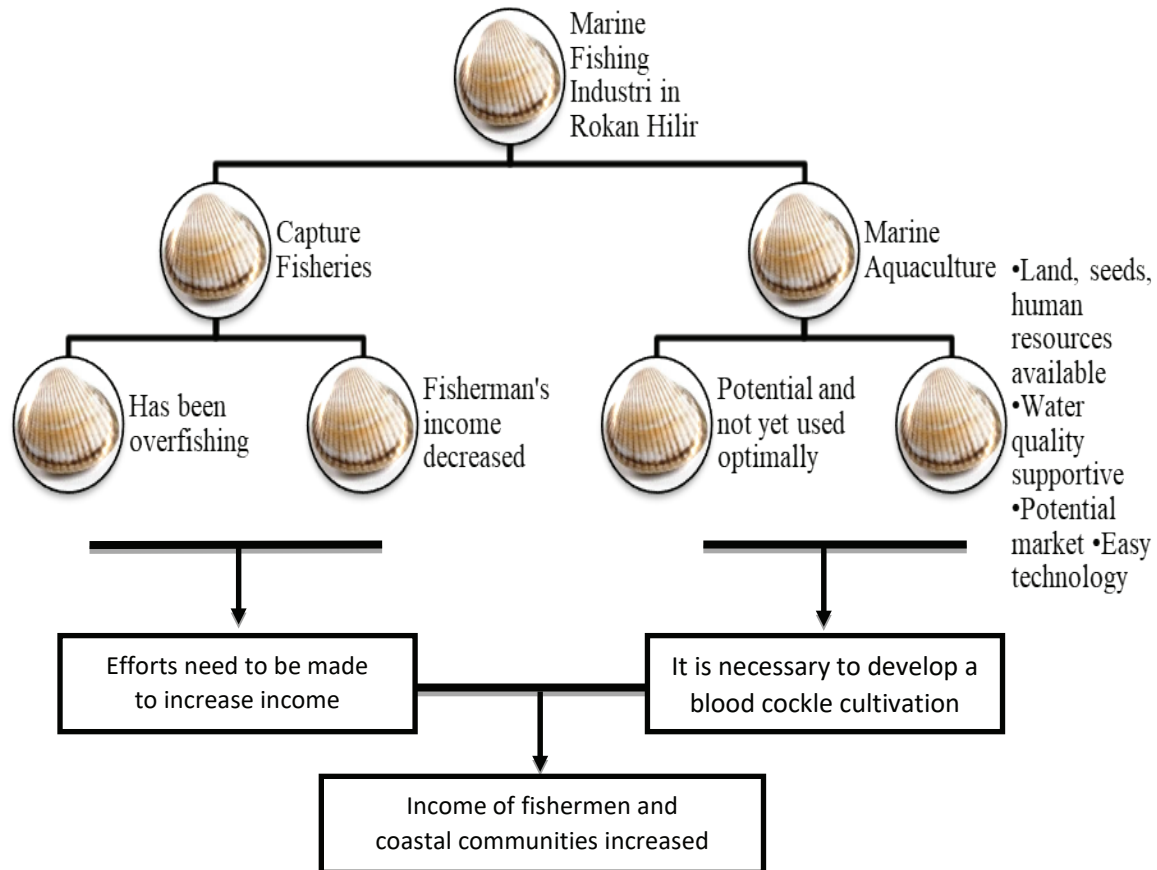 Marine
Fishing
Industri in
Rokan Hilir
Capture
Fisheries
Marine
Aquaculture
Has been
overfishing
Fisherman's
income
decreased
Potential and
not yet used
optimally
•Land, seeds,
human
resources
available
•Water
quality
supportive
•Potential
market •Easy
technology
Efforts need to be made
to increase income
It is necessary to develop a
blood cockle cultivation
Income of fishermen and
coastal communities increased